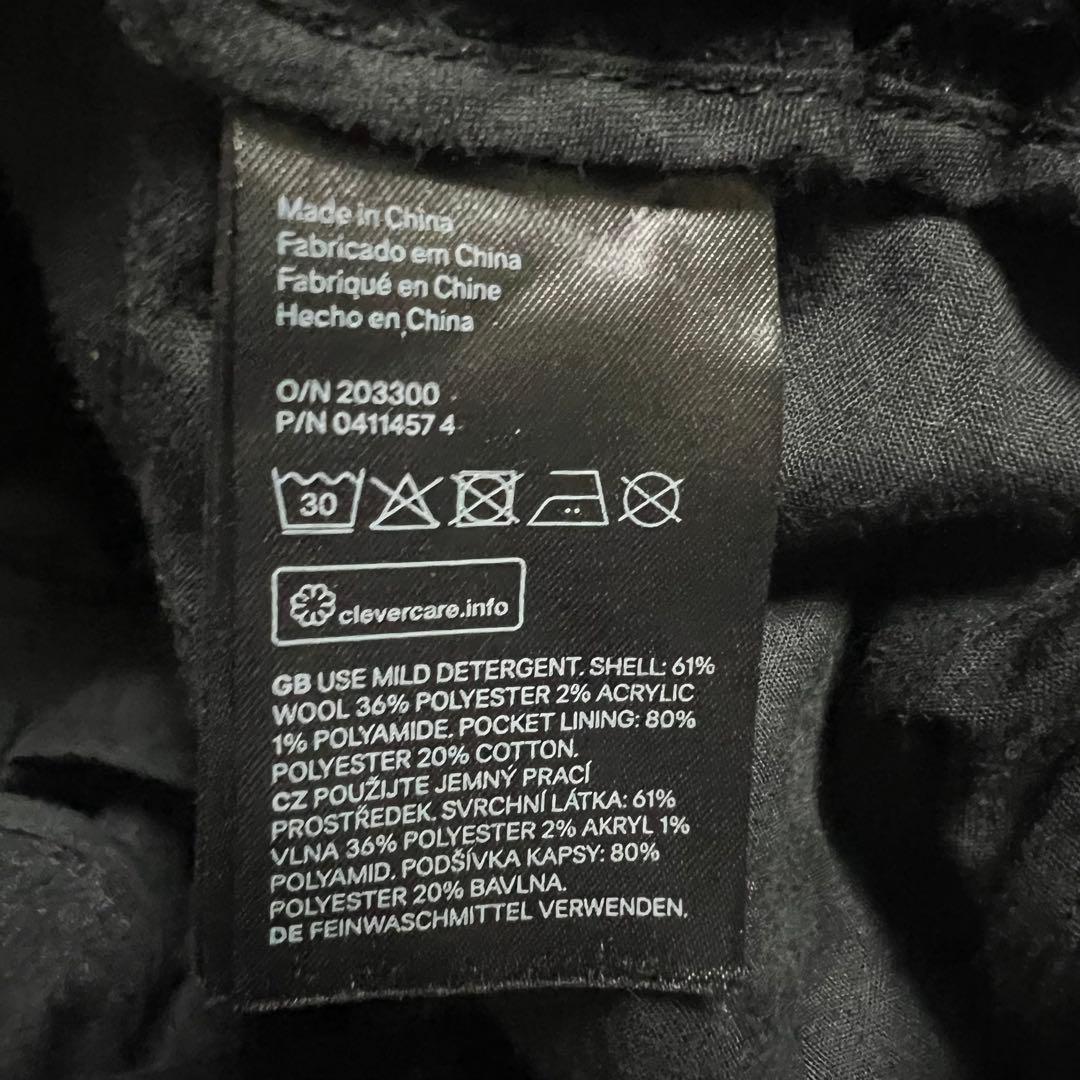 Made in China
Fabricado em China
Fabriqué en Chine
Hecho en China
O/N 203300
P/N 0411457 4
30
clevercare.info
GB USE MILD DETERGENT. SHELL: 61%
WOOL 36% POLYESTER 2% ACRYLIC
1% POLYAMIDE. POCKET LINING: 80%
POLYESTER 20% COTTON.
CZ POUŽIJTE JEMNÝ PRACÍ
PROSTŘEDEK. SVRCHNÍ LÁTKA: 61%
VLNA 36% POLYESTER 2% AKRYL 1%
POLYAMID. PODŠÍVKA KAPSY: 80%
POLYESTER 20% BAVLNA.
DE FEINWASCHMITTEL VERWENDEN.